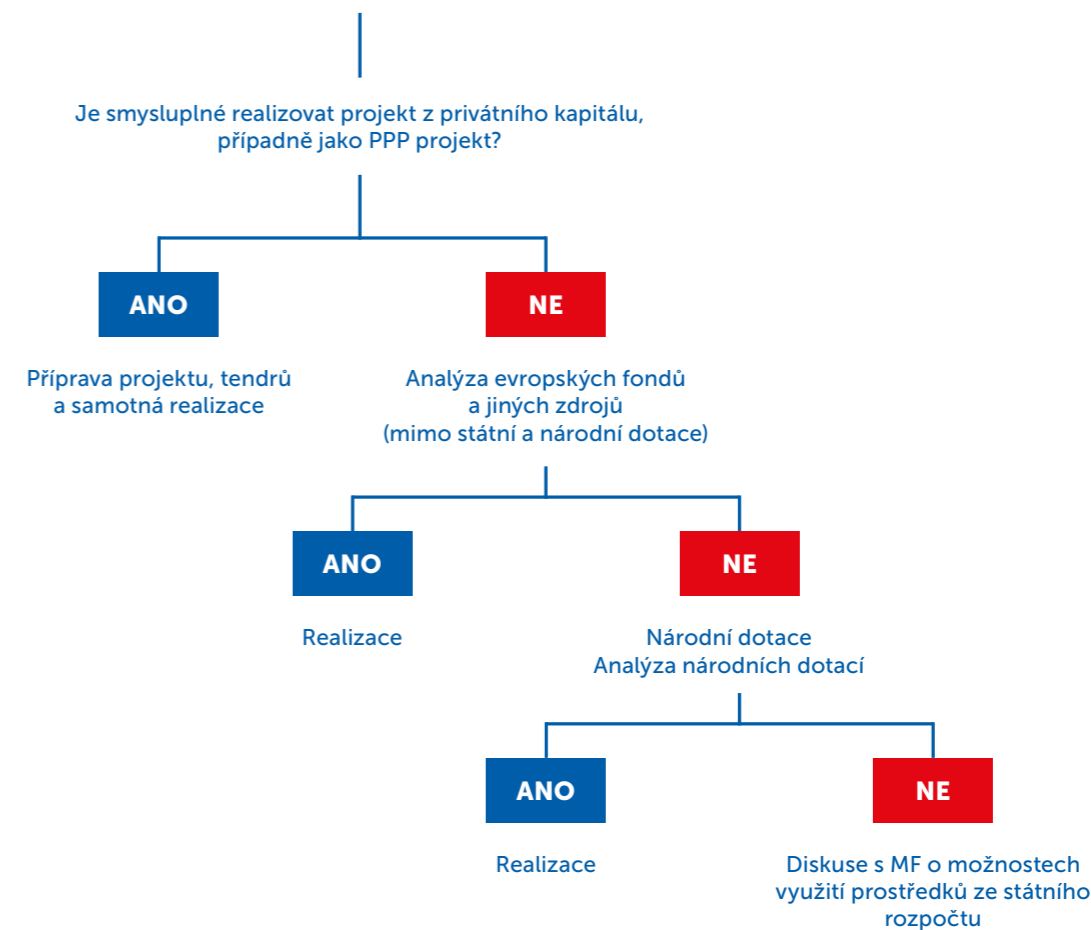 Je smysluplné realizovat projekt z privátního kapitálu,
případně jako PPP projekt?
ANO
NE
Příprava projektu, tendrů
a samotná realizace
Analýza evropských fondů
a jiných zdrojů
(mimo státní a národní dotace)
ANO
NE
Realizace
Národní dotace
Analýza národních dotací
ANO
NE
Realizace
Diskuse s MF o možnostech
využití prostředků ze státního
rozpočtu